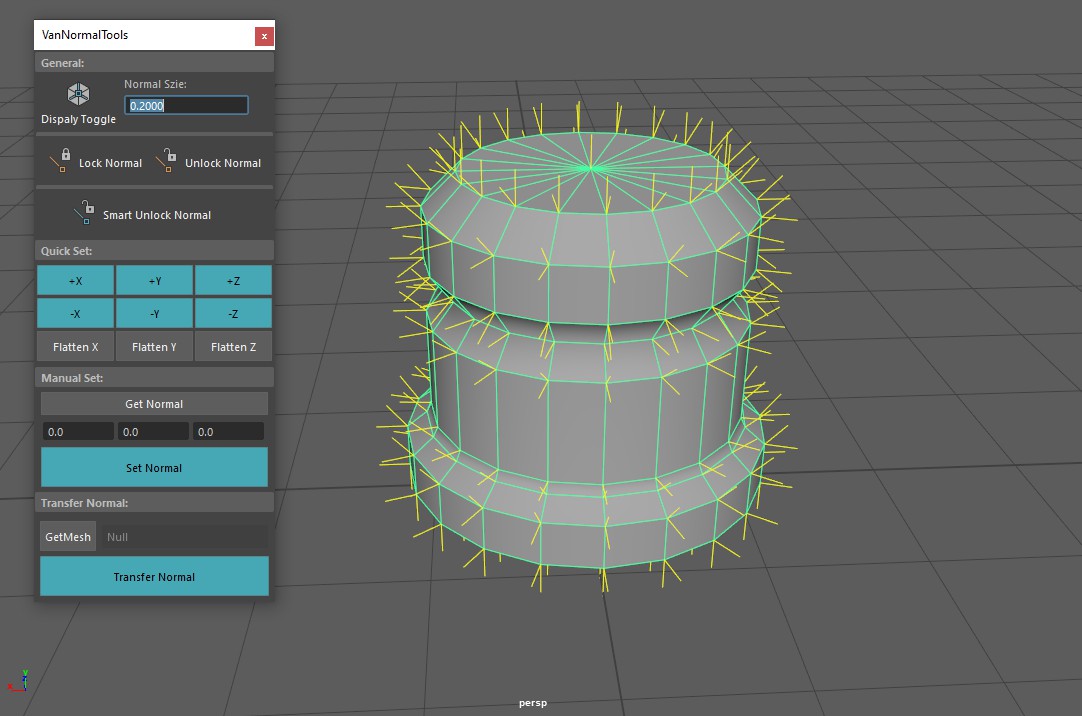 VanNormalTools
x
General:
Normal Szie:
0.2000
Dispaly Toggle
Lock Normal
Unlock Normal
Smart Unlock Normal
Quick Set:
+X +Y +Z
-X -Y -Z
Flatten X Flatten Y Flatten Z
Manual Set:
Get Normal
0.0 0.0 0.0
Set Normal
Transfer Normal:
GetMesh Null
Transfer Normal
persp